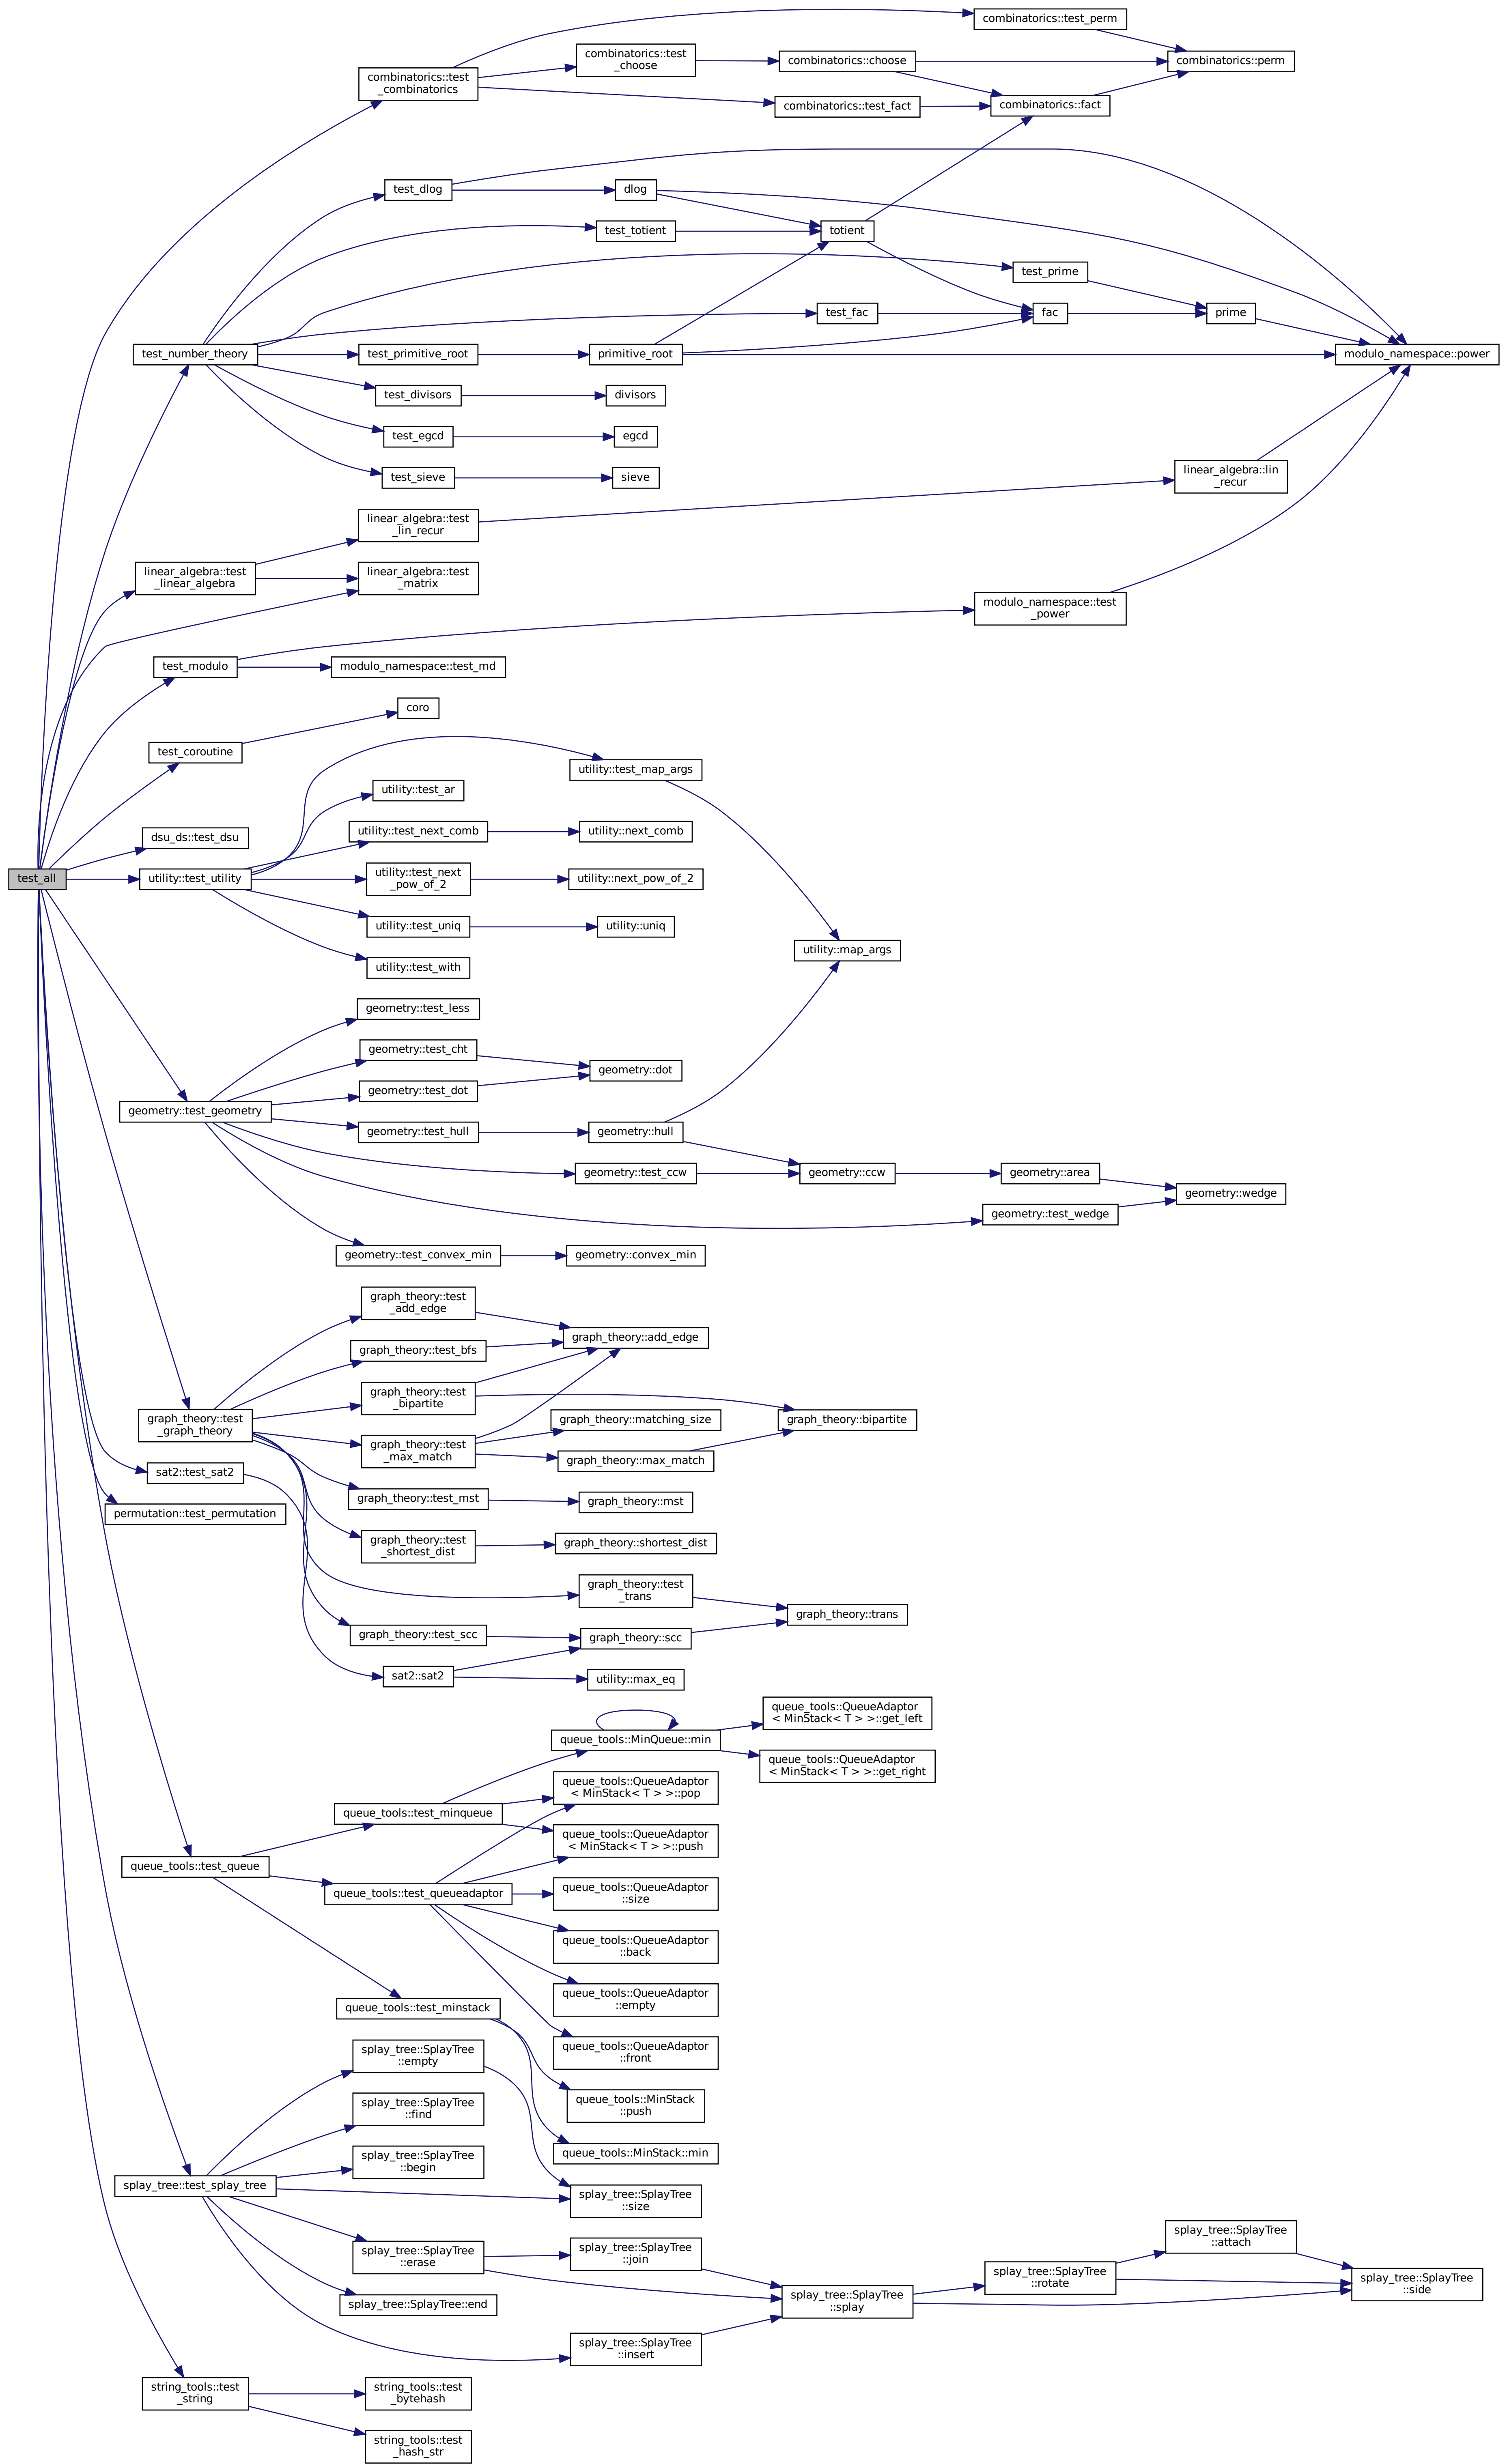 combinatorics::test_perm
combinatorics::test
_choose
combinatorics::choose
combinatorics::perm
combinatorics::test
_combinatorics
combinatorics::test_fact
combinatorics::fact
test_dlog
dlog
test_totient
totient
test_prime
test_fac
fac
prime
test_number_theory
test_primitive_root
primitive_root
modulo_namespace::power
test_divisors
divisors
test_egcd
egcd
test_sieve
sieve
linear_algebra::lin
_recur
linear_algebra::test
_lin_recur
linear_algebra::test
_linear_algebra
linear_algebra::test
_matrix
modulo_namespace::test
_power
test_modulo
modulo_namespace::test_md
coro
test_coroutine
utility::test_map_args
utility::test_ar
dsu_ds::test_dsu
utility::test_next_comb
utility::next_comb
test_all
utility::test_utility
utility::test_next
_pow_of_2
utility::next_pow_of_2
utility::test_uniq
utility::uniq
utility::map_args
utility::test_with
geometry::test_less
geometry::test_cht
geometry::dot
geometry::test_dot
geometry::test_geometry
geometry::test_hull
geometry::hull
geometry::test_ccw
geometry::ccw
geometry::area
geometry::wedge
geometry::test_wedge
geometry::test_convex_min
geometry::convex_min
graph_theory::test
_add_edge
graph_theory::add_edge
graph_theory::test_bfs
graph_theory::test
_bipartite
graph_theory::test
_graph_theory
graph_theory::matching_size
graph_theory::bipartite
graph_theory::test
_max_match
graph_theory::max_match
sat2::test_sat2
graph_theory::test_mst
graph_theory::mst
permutation::test_permutation
graph_theory::test
_shortest_dist
graph_theory::shortest_dist
graph_theory::test
_trans
graph_theory::trans
graph_theory::test_scc
graph_theory::scc
sat2::sat2
utility::max_eq
queue_tools::QueueAdaptor
< MinStack< T > >::get_left
queue_tools::MinQueue::min
queue_tools::QueueAdaptor
< MinStack< T > >::get_right
queue_tools::QueueAdaptor
< MinStack< T > >::pop
queue_tools::test_minqueue
queue_tools::QueueAdaptor
< MinStack< T > >::push
queue_tools::test_queue
queue_tools::test_queueadaptor
queue_tools::QueueAdaptor
::size
queue_tools::QueueAdaptor
::back
queue_tools::QueueAdaptor
::empty
queue_tools::test_minstack
queue_tools::QueueAdaptor
::front
splay_tree::SplayTree
::empty
queue_tools::MinStack
::push
splay_tree::SplayTree
::find
queue_tools::MinStack::min
splay_tree::SplayTree
::begin
splay_tree::test_splay_tree
splay_tree::SplayTree
::size
splay_tree::SplayTree
::attach
splay_tree::SplayTree
::erase
splay_tree::SplayTree
::join
splay_tree::SplayTree
::rotate
splay_tree::SplayTree
::side
splay_tree::SplayTree::end
splay_tree::SplayTree
::splay
splay_tree::SplayTree
::insert
string_tools::test
_string
string_tools::test
_bytehash
string_tools::test
_hash_str